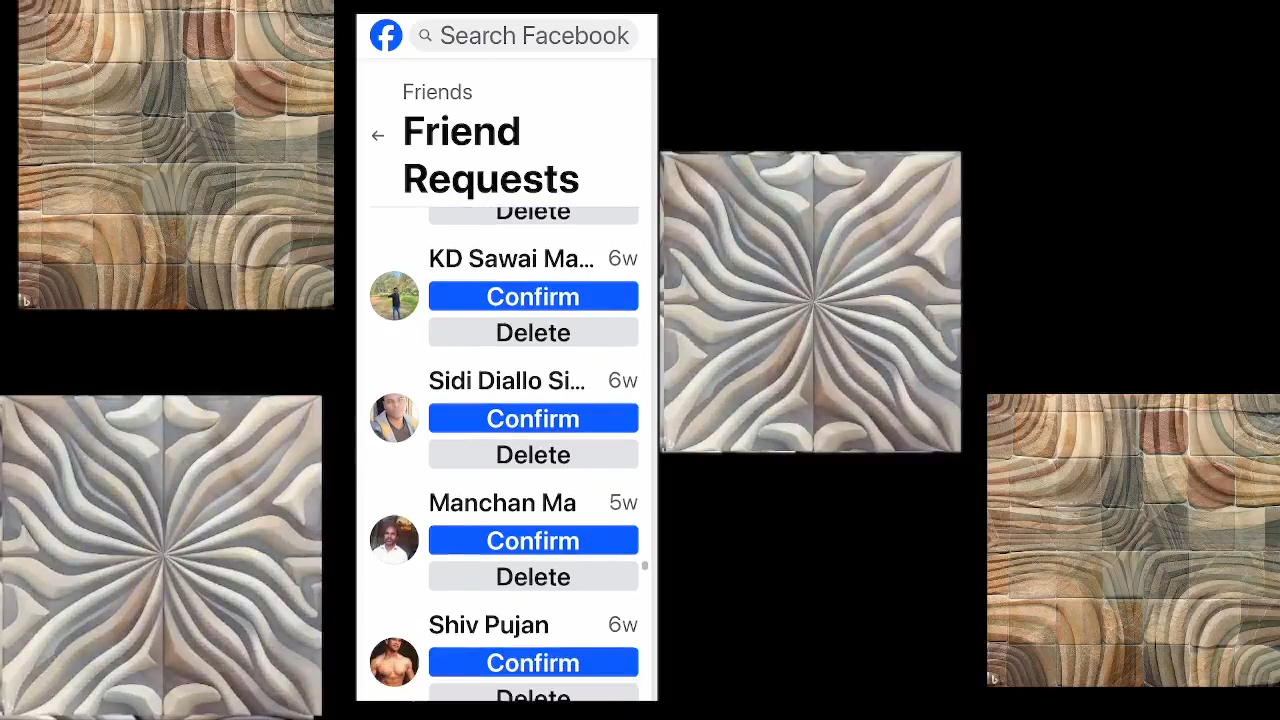 Search Facebook
Friends
Friend
Requests
Delete
KD Sawai Ma... 6w
Confirm
Delete
Sidi Diallo Si... 6w
Confirm
Delete
Manchan Ma 5w
Confirm
Delete
Shiv Pujan 6w
Confirm
Delete